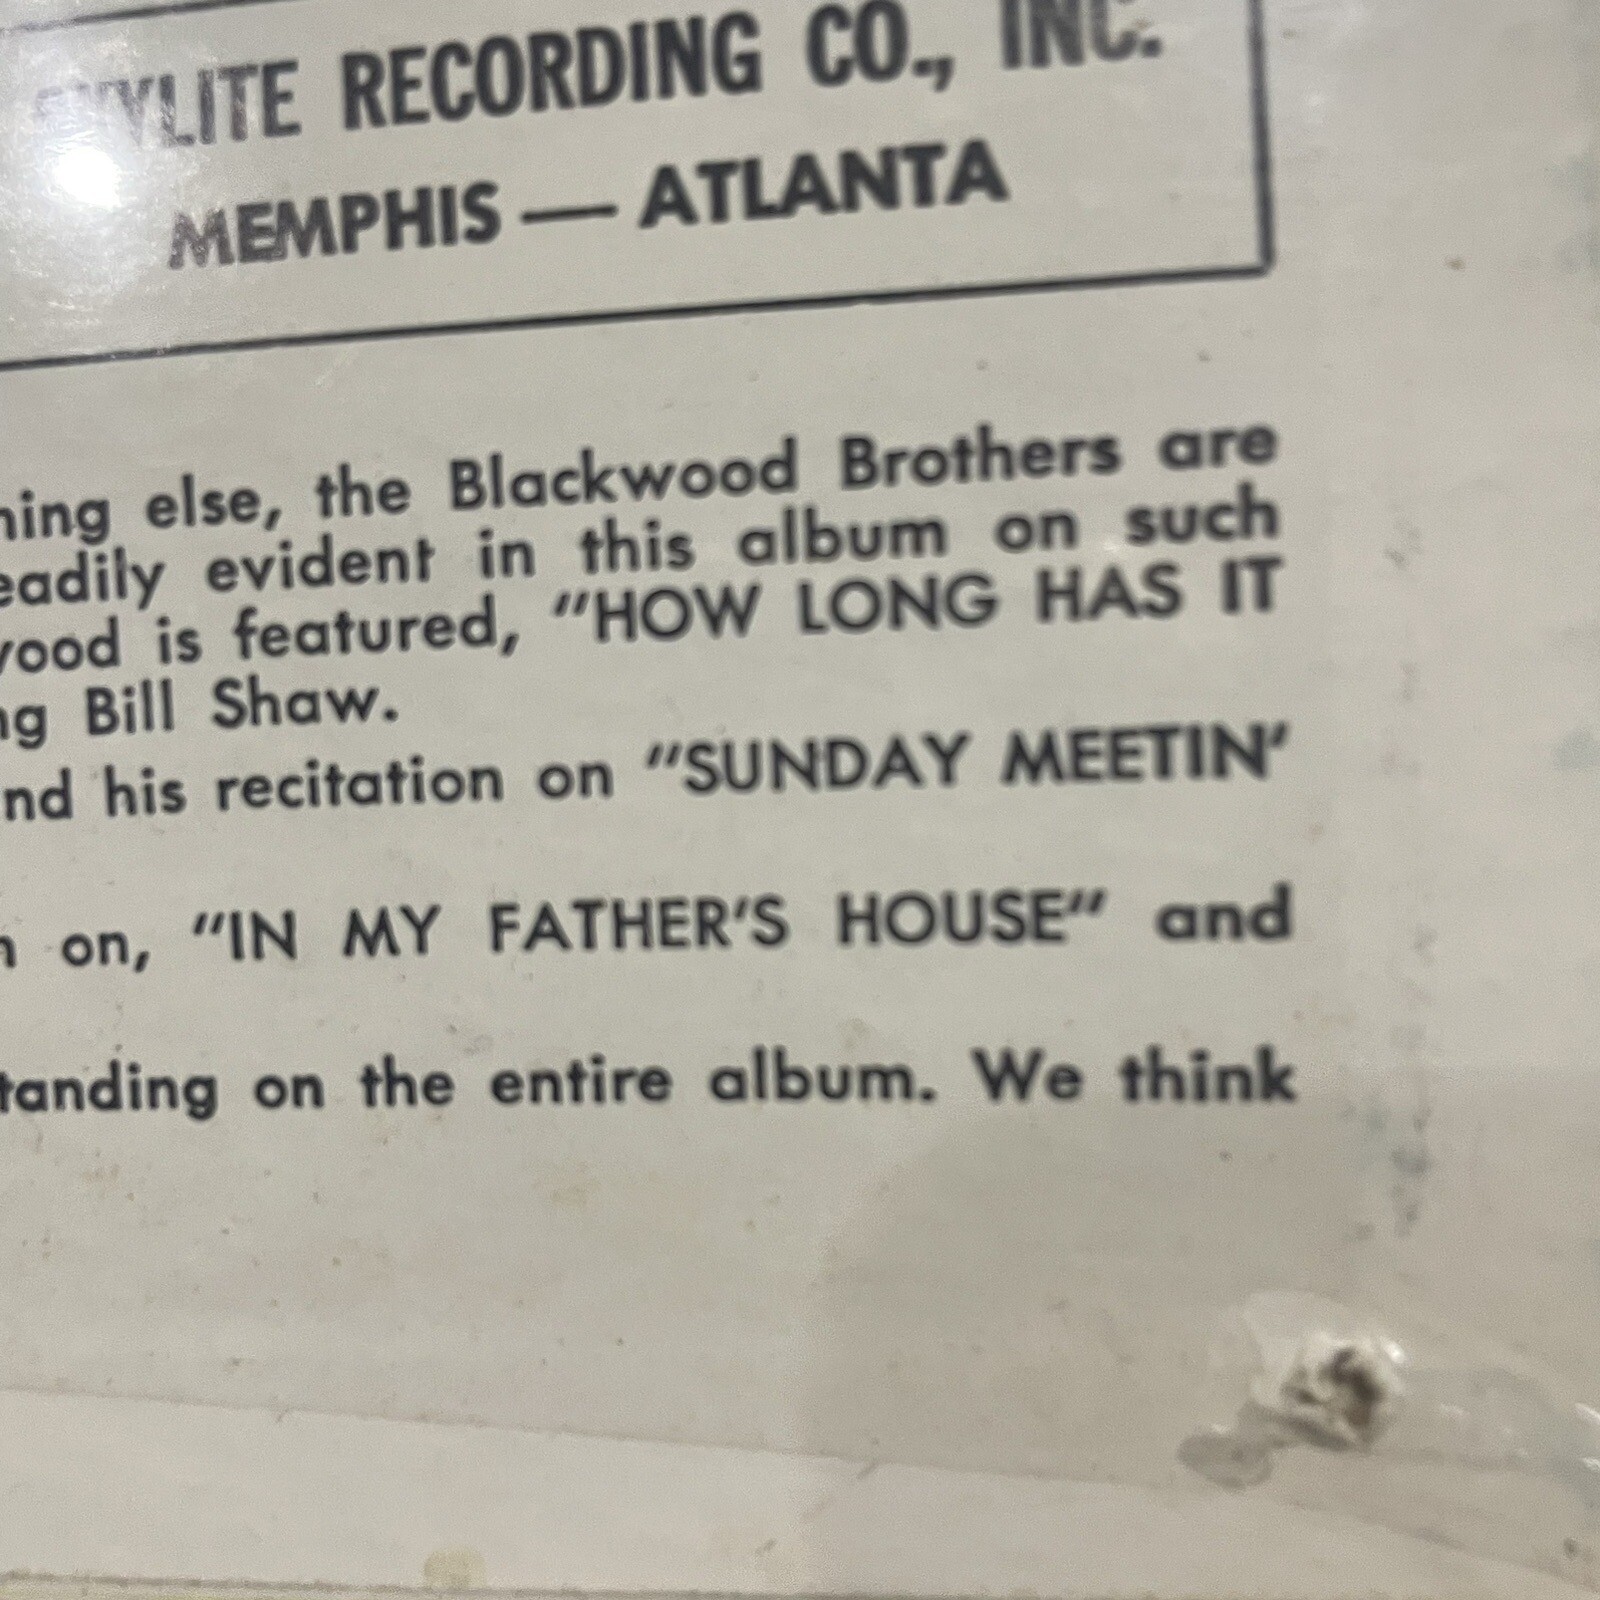 RECORDING CO., INC.
MEMPHIS — ATLANTA
else, the Blackwood Brothers are
evident in this album on such
is featured, "HOW LONG HAS IT
Bill Shaw.
his recitation on "SUNDAY MEETIN'
on, "IN MY FATHER'S HOUSE" and
on the entire album. We think